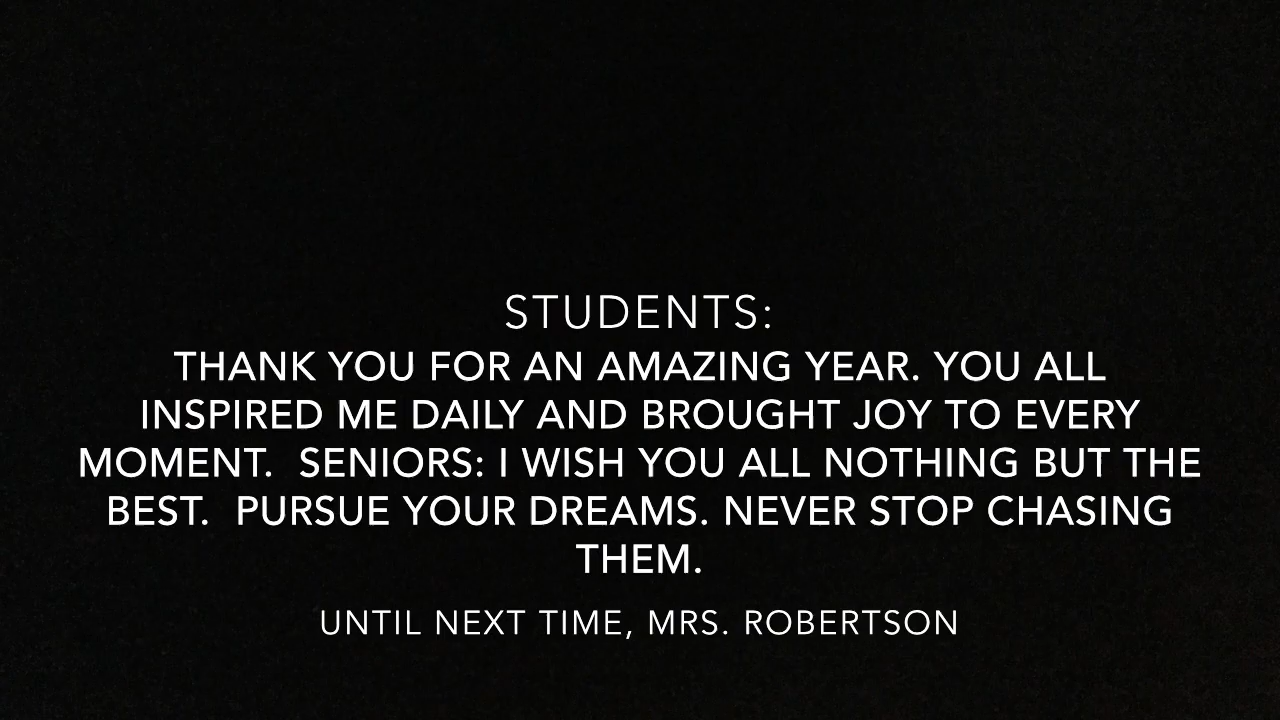 STUDENTS:
THANK YOU FOR AN AMAZING YEAR. YOU ALL
INSPIRED ME DAILY AND BROUGHT JOY TO EVERY
MOMENT.  SENIORS: I WISH YOU ALL NOTHING BUT THE
BEST.  PURSUE YOUR DREAMS. NEVER STOP CHASING
THEM.
UNTIL NEXT TIME, MRS. ROBERTSON